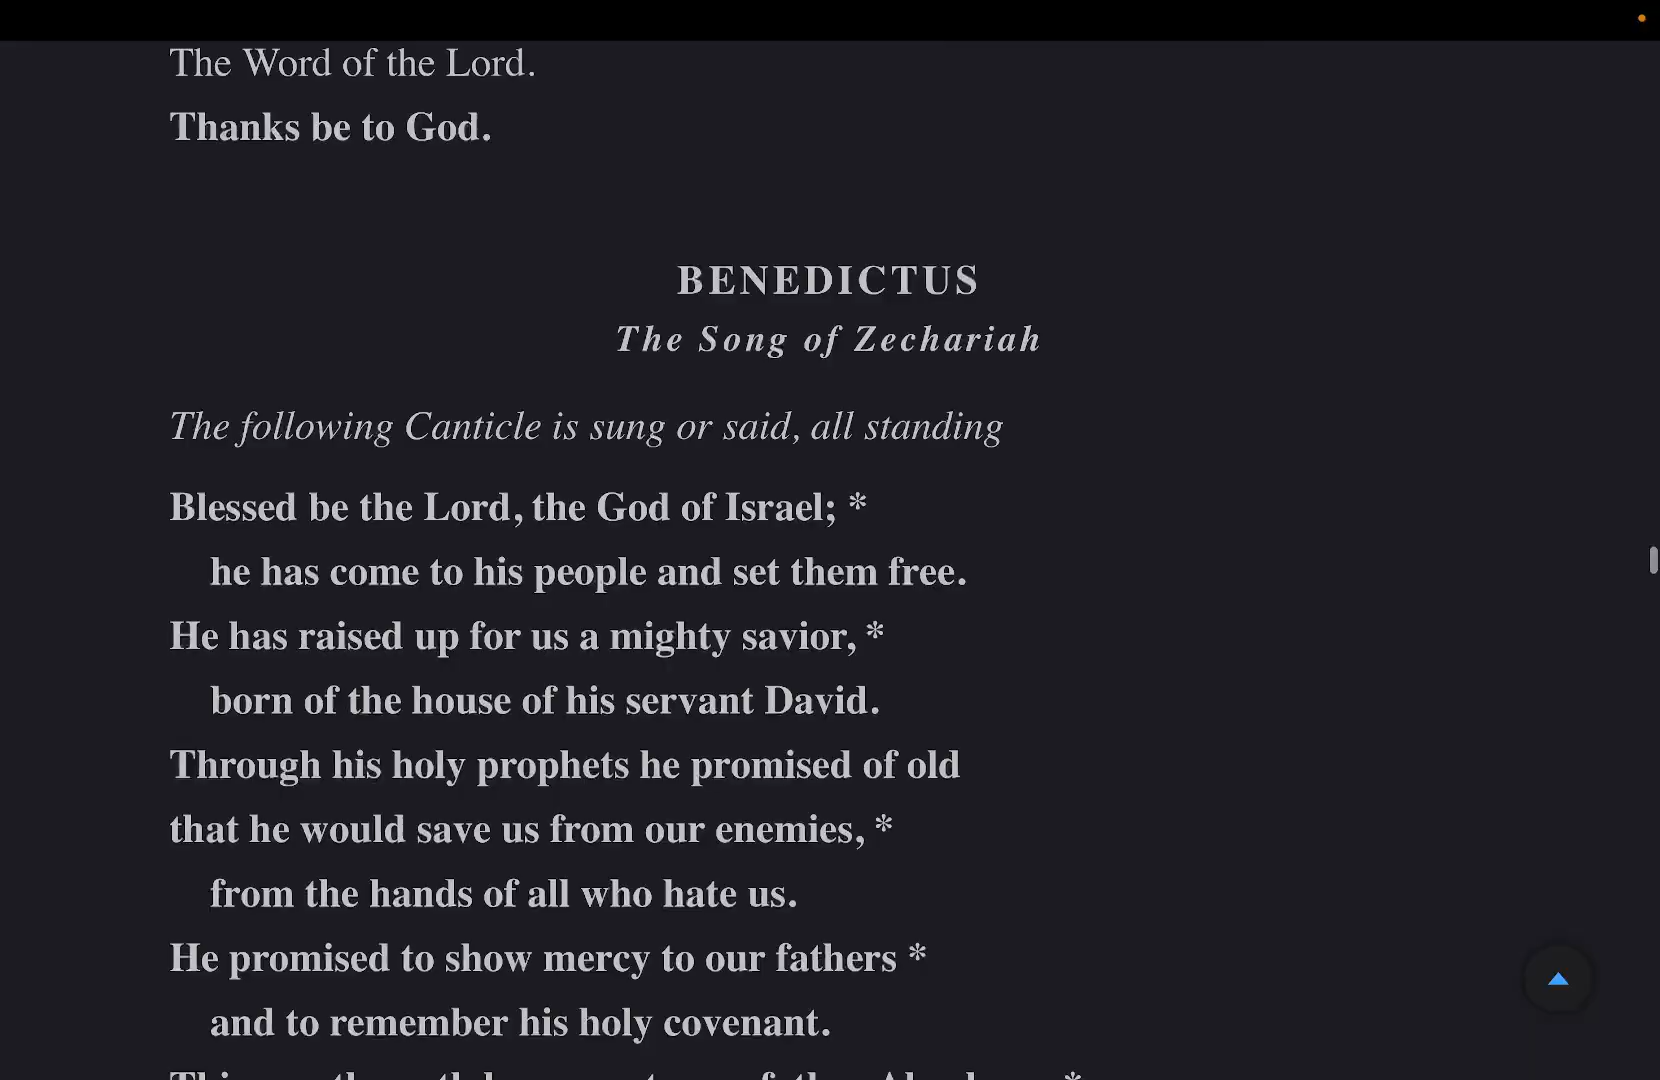 The Word of the Lord.
Thanks be to God.
BENEDICTUS
The Song of Zechariah
The following Canticle is sung or said, all standing
Blessed be the Lord, the God of Israel; *
he has come to his people and set them free.
He has raised up for us a mighty savior, *
born of the house of his servant David.
Through his holy prophets he promised of old
that he would save us from our enemies, *
from the hands of all who hate us.
He promised to show mercy to our fathers *
and to remember his holy covenant.